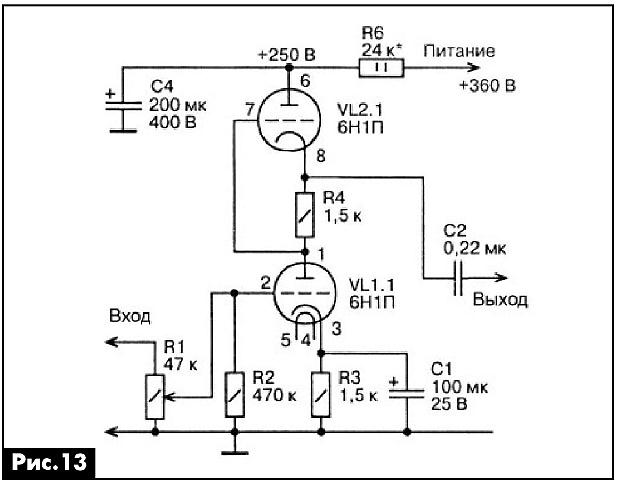 R6
24 к*
Питание
+250 В
+360 В
+
C4
200 мк
400 В
6
7
VL2.1
6Н1П
8
R4
1,5 к
C2
0,22 мк
1
2
VL1.1
6Н1П
Выход
Вход
5 4 3
R1
47 к
R2
470 к
R3
1,5 к
+
C1
100 мк
25 В
Рис.13